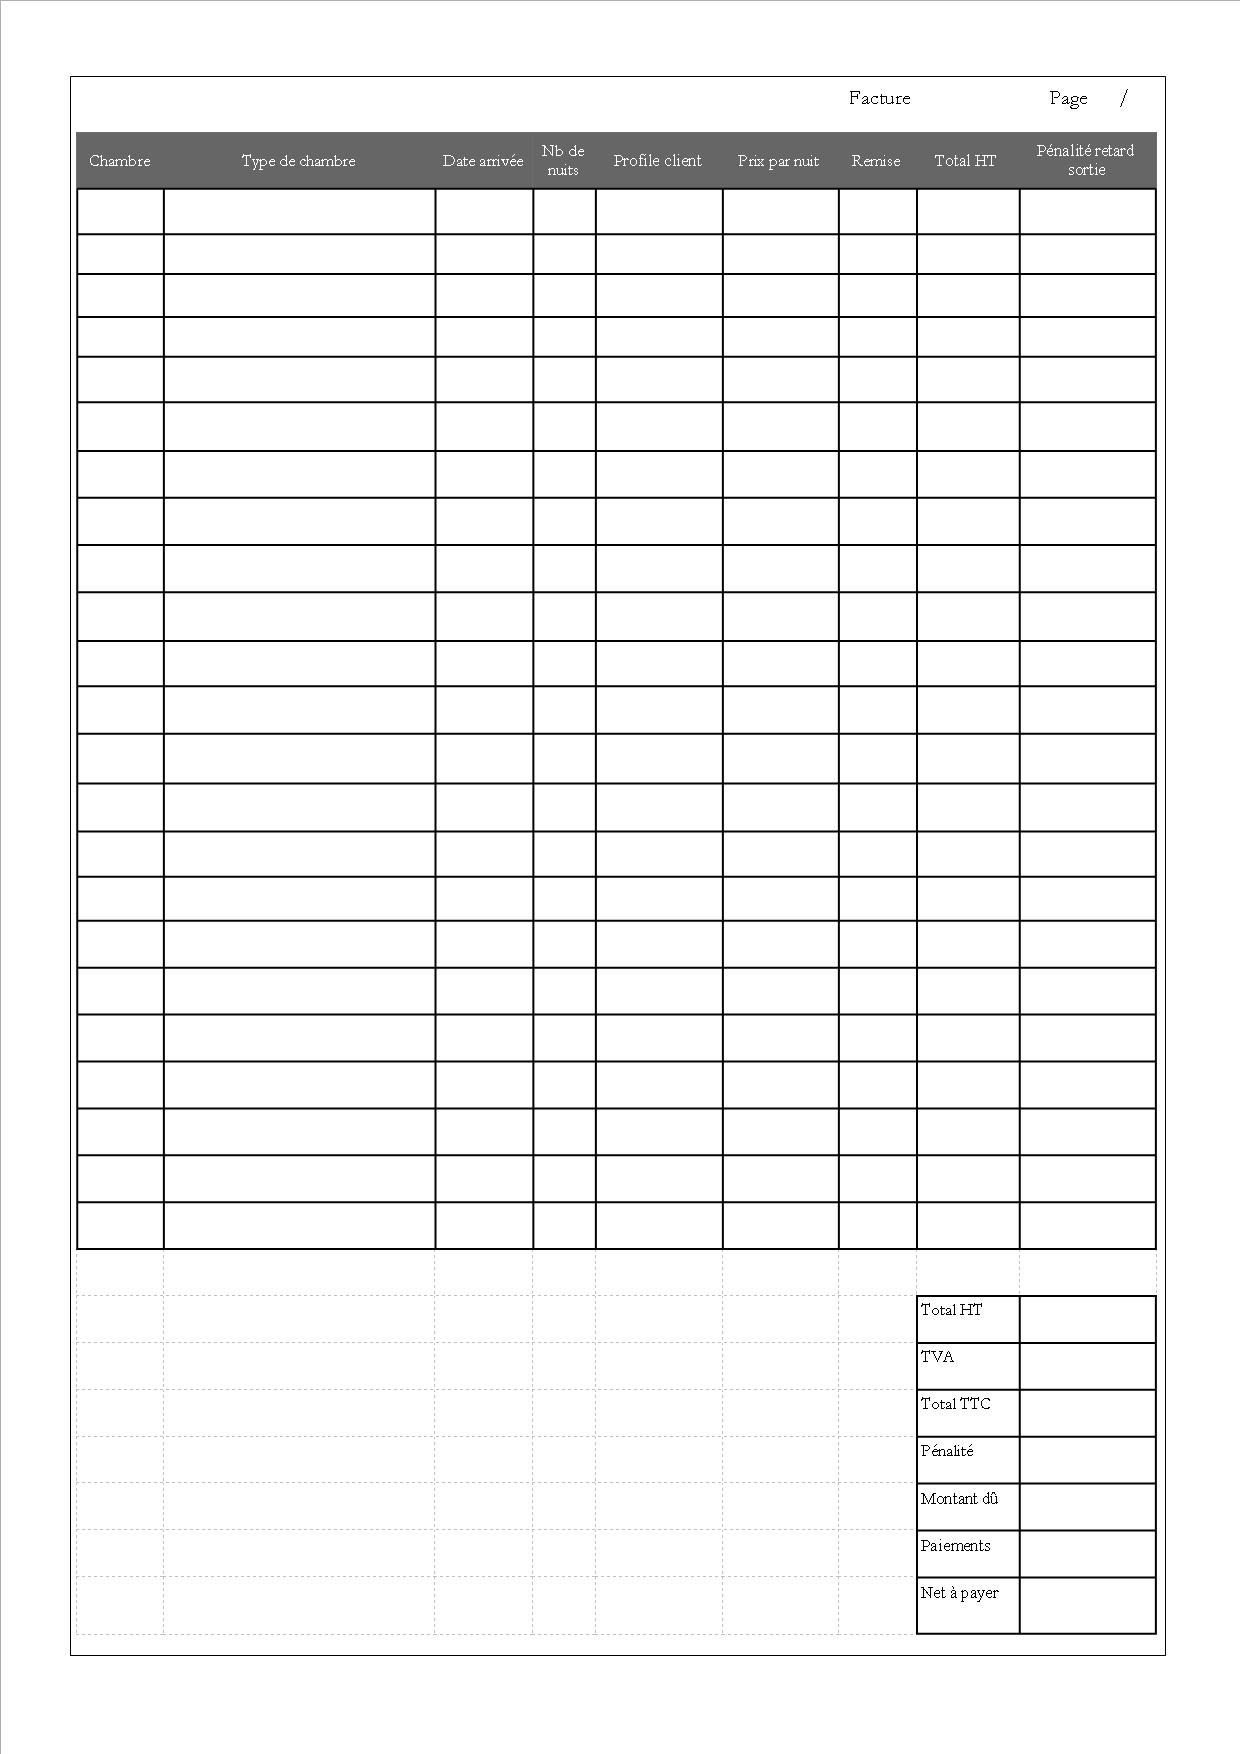 Facture Page /
Chambre Type de chambre Date arrivée Nb de nuits Profile client Prix par nuit Remise Total HT Pénalité retard sortie
Total HT
TVA
Total TTC
Pénalité
Montant dû
Paiements
Net à payer